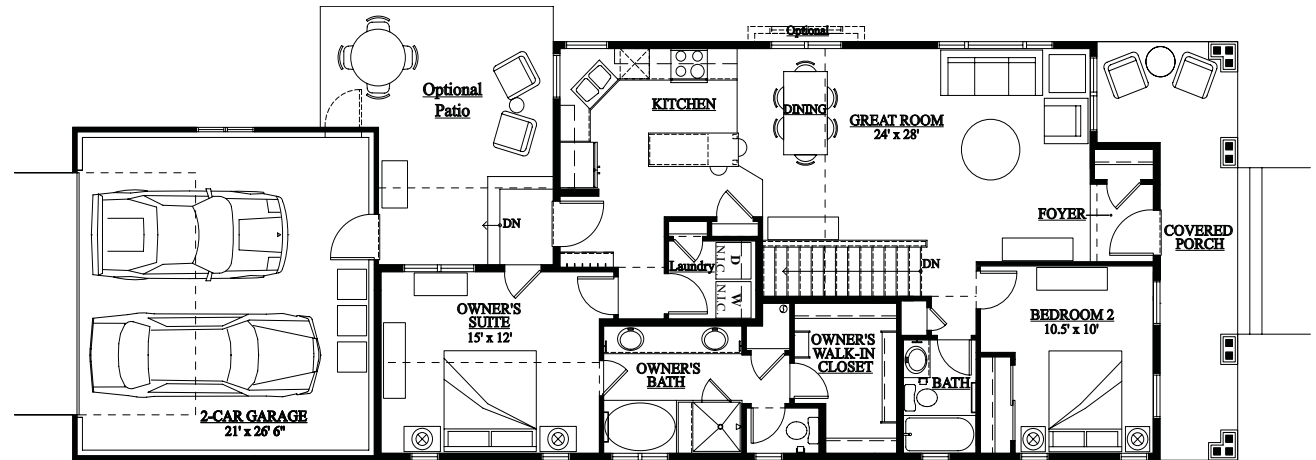 Optional
Optional
Patio
KITCHEN
DINING
GREAT ROOM
24' x 28'
FOYER
COVERED
PORCH
DN
DN
Laundry
D
N.I.C.
W
N.I.C.
OWNER'S
SUITE
15' x 12'
OWNER'S
BATH
OWNER'S
WALK-IN
CLOSET
BATH
BEDROOM 2
10.5' x 10'
2-CAR GARAGE
21' x 26' 6"